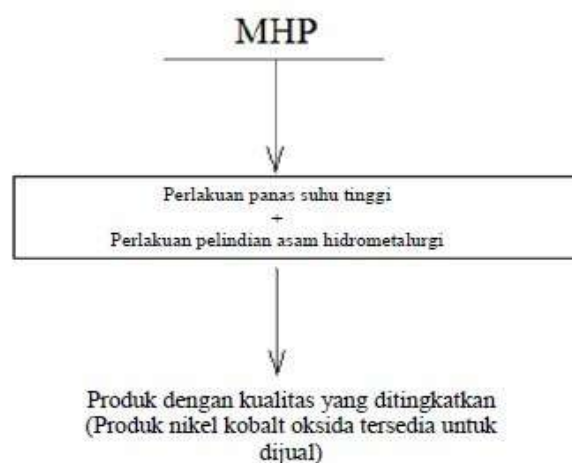 MHP
Perlakuan panas suhu tinggi
+
Perlakuan pelindian asam hidrometalurgi
Produk dengan kualitas yang ditingkatkan
(Produk nikel kobalt oksida tersedia untuk
dijual)